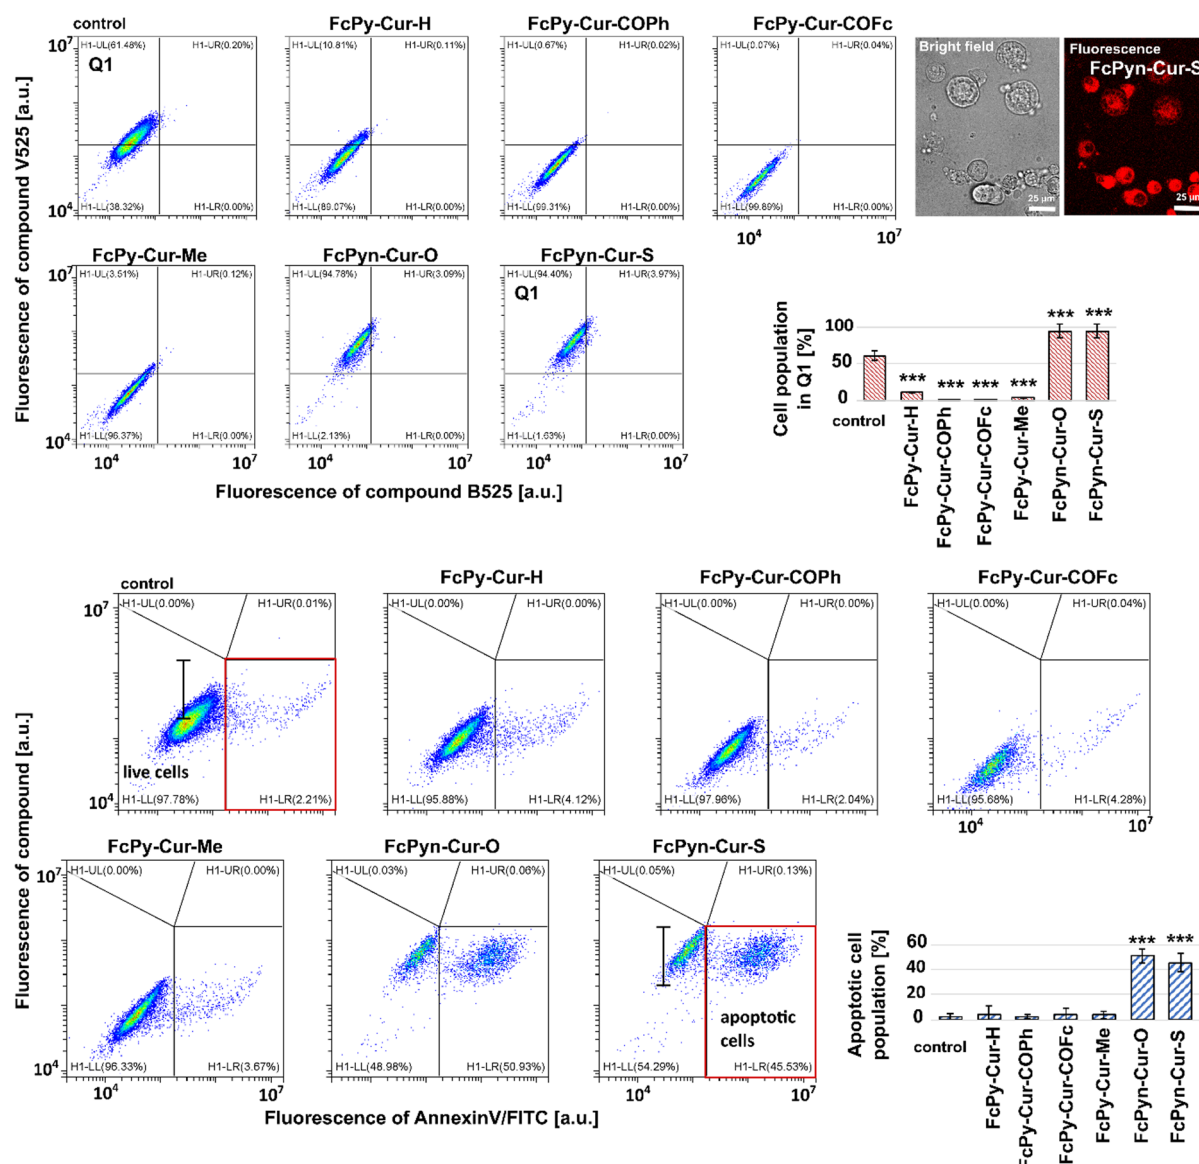 control
FcPy-Cur-H
FcPy-Cur-COPh
FcPy-Cur-COFc
10⁷
H1-UL(61.48%)
H1-UR(0.20%)
Q1
H1-LL(38.32%)
H1-LR(0.00%)
10⁴
H1-UL(10.81%)
H1-UR(0.11%)
H1-LL(89.07%)
H1-LR(0.00%)
H1-UL(0.67%)
H1-UR(0.02%)
H1-LL(99.31%)
H1-LR(0.00%)
H1-UL(0.07%)
H1-UR(0.04%)
H1-LL(99.89%)
H1-LR(0.00%)
10⁴
10⁷
Bright field
25 µm
Fluorescence
FcPyn-Cur-S
25 µm
Fluorescence of compound V525 [a.u.]
FcPy-Cur-Me
FcPyn-Cur-O
FcPyn-Cur-S
10⁷
H1-UL(3.51%)
H1-UR(0.12%)
H1-LL(96.37%)
H1-LR(0.00%)
10⁴
10⁴
10⁷
H1-UL(94.78%)
H1-UR(3.09%)
H1-LL(2.13%)
H1-LR(0.00%)
10⁴
10⁷
H1-UL(94.40%)
H1-UR(3.97%)
Q1
H1-LL(1.63%)
H1-LR(0.00%)
10⁴
10⁷
Fluorescence of compound B525 [a.u.]
Cell population
in Q1 [%]
100
50
0
***
***
***
***
***
***
control
FcPy-Cur-H
FcPy-Cur-COPh
FcPy-Cur-COFc
FcPy-Cur-Me
FcPyn-Cur-O
FcPyn-Cur-S
control
FcPy-Cur-H
FcPy-Cur-COPh
FcPy-Cur-COFc
10⁷
H1-UL(0.00%)
H1-UR(0.01%)
live cells
H1-LL(97.78%)
H1-LR(2.21%)
10⁴
H1-UL(0.00%)
H1-UR(0.00%)
H1-LL(95.88%)
H1-LR(4.12%)
H1-UL(0.00%)
H1-UR(0.00%)
H1-LL(97.96%)
H1-LR(2.04%)
H1-UL(0.00%)
H1-UR(0.04%)
H1-LL(95.68%)
H1-LR(4.28%)
10⁴
10⁷
Fluorescence of compound [a.u.]
FcPy-Cur-Me
FcPyn-Cur-O
FcPyn-Cur-S
10⁷
H1-UL(0.00%)
H1-UR(0.00%)
H1-LL(96.33%)
H1-LR(3.67%)
10⁴
10⁴
10⁷
H1-UL(0.03%)
H1-UR(0.06%)
H1-LL(48.98%)
H1-LR(50.93%)
10⁴
10⁷
H1-UL(0.05%)
H1-UR(0.13%)
apoptotic
cells
H1-LL(54.29%)
H1-LR(45.53%)
10⁴
10⁷
Fluorescence of AnnexinV/FITC [a.u.]
Apoptotic cell
population [%]
60
40
20
0
***
***
control
FcPy-Cur-H
FcPy-Cur-COPh
FcPy-Cur-COFc
FcPy-Cur-Me
FcPyn-Cur-O
FcPyn-Cur-S